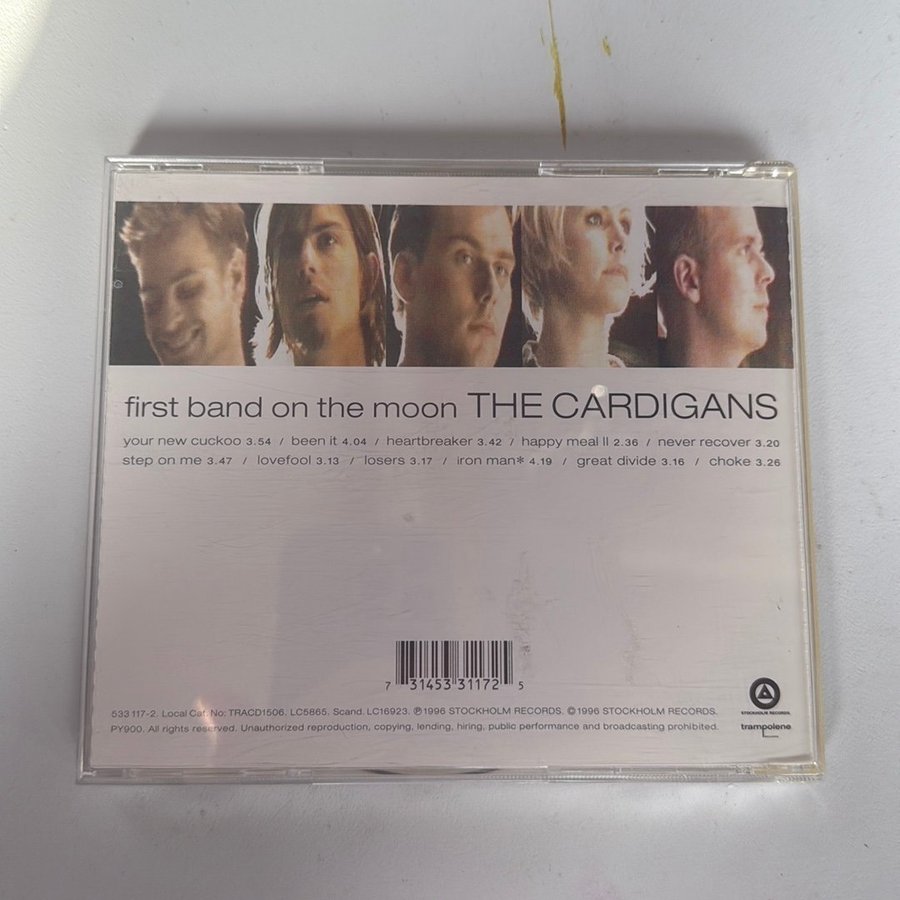 first band on the moon THE CARDIGANS
your new cuckoo 3.54 / been it 4.04 / heartbreaker 3.42 / happy meal II 2.36 / never recover 3.20
step on me 3.47 / lovefool 3.13 / losers 3.17 / iron man* 4.19 / great divide 3.16 / choke 3.26
7 31453 31172 5
533 117-2. Local Cat. No: TRACD1506. LC5865. Scand. LC16923. ℗1996 STOCKHOLM RECORDS. ©1996 STOCKHOLM RECORDS.
PY900. All rights reserved. Unauthorized reproduction, copying, lending, hiring, public performance and broadcasting prohibited.
STOCKHOLM RECORDS.
trampolene